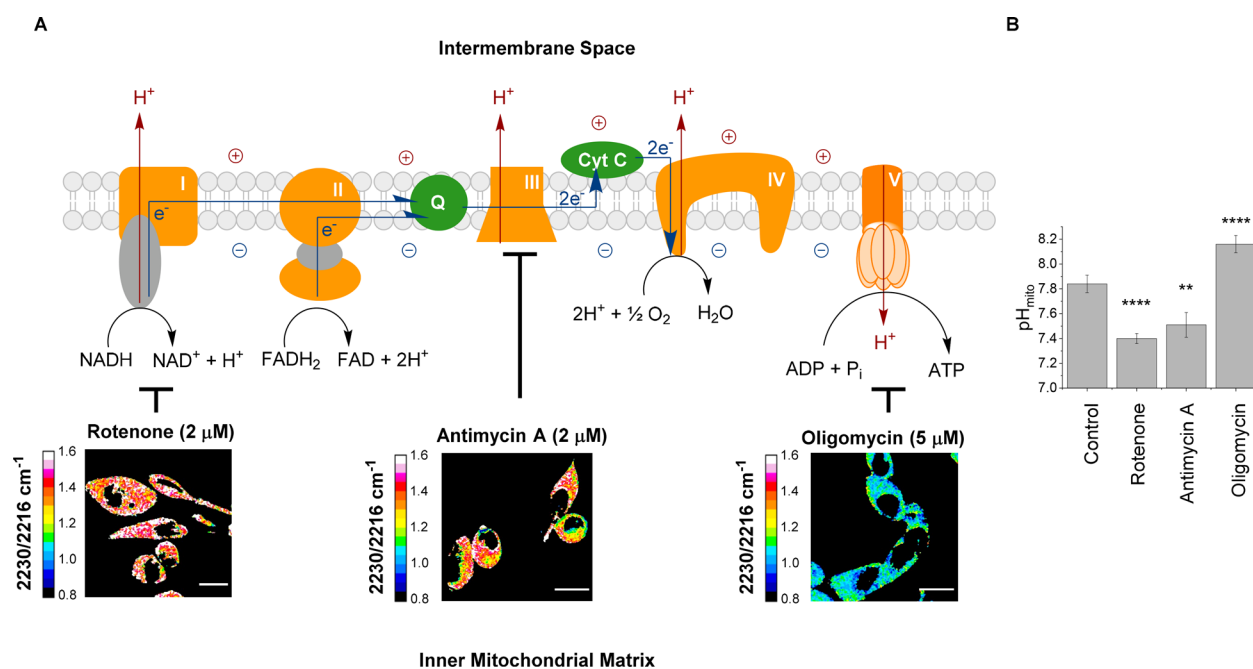 A
B
Intermembrane Space
H⁺
H⁺
H⁺
⊕
⊕
⊕
⊕
⊕
I
II
Q
III
Cyt C
2e⁻
IV
V
e⁻
e⁻
2e⁻
⊖
⊖
⊖
⊖
⊖
2H⁺ + ½ O₂
H₂O
H⁺
NADH
NAD⁺ + H⁺
FADH₂
FAD + 2H⁺
ADP + Pᵢ
ATP
Rotenone (2 μM)
Antimycin A (2 μM)
Oligomycin (5 μM)
2230/2216 cm⁻¹
1.6
1.4
1.2
1.0
0.8
2230/2216 cm⁻¹
1.6
1.4
1.2
1.0
0.8
2230/2216 cm⁻¹
1.6
1.4
1.2
1.0
0.8
Inner Mitochondrial Matrix
pHmito
8.2
8.0
7.8
7.6
7.4
7.2
7.0
****
**
****
Control
Rotenone
Antimycin A
Oligomycin